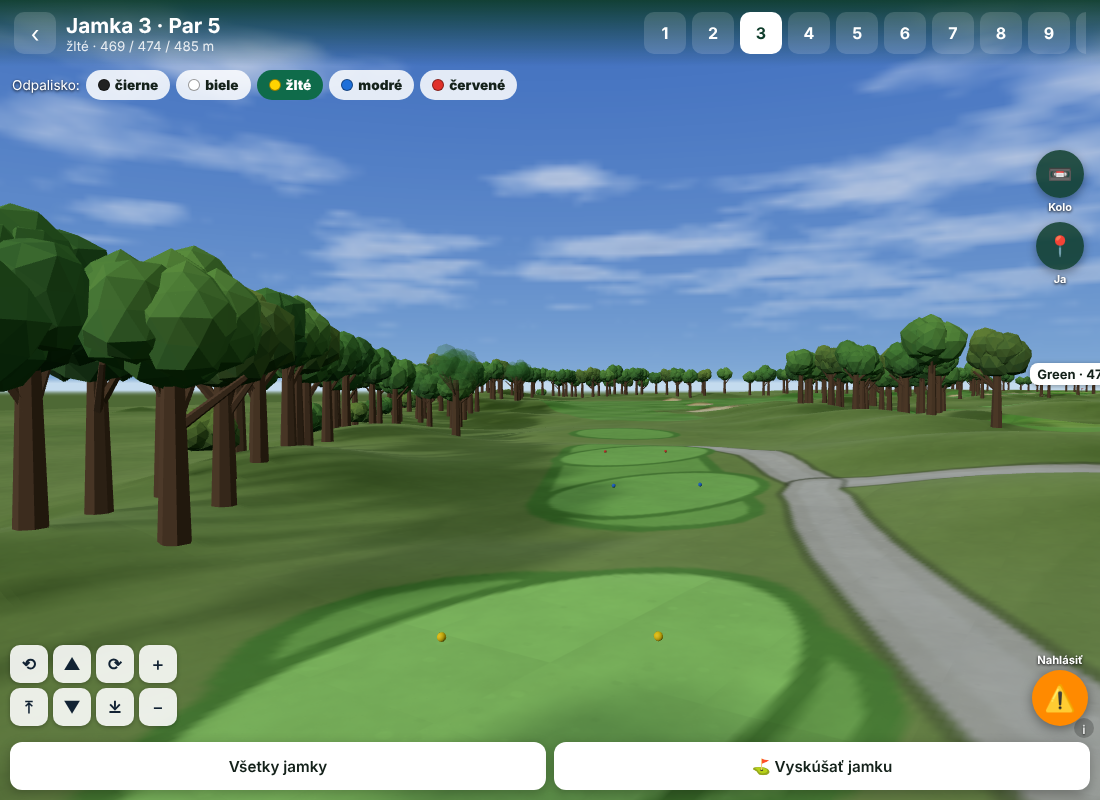 Jamka 3 · Par 5
žlté · 469 / 474 / 485 m
1 2 3 4 5 6 7 8 9
Odpalisko: čierne biele žlté modré červené
Kolo
Ja
Green · 47
Nahlásiť
i
Všetky jamky
Vyskúšať jamku